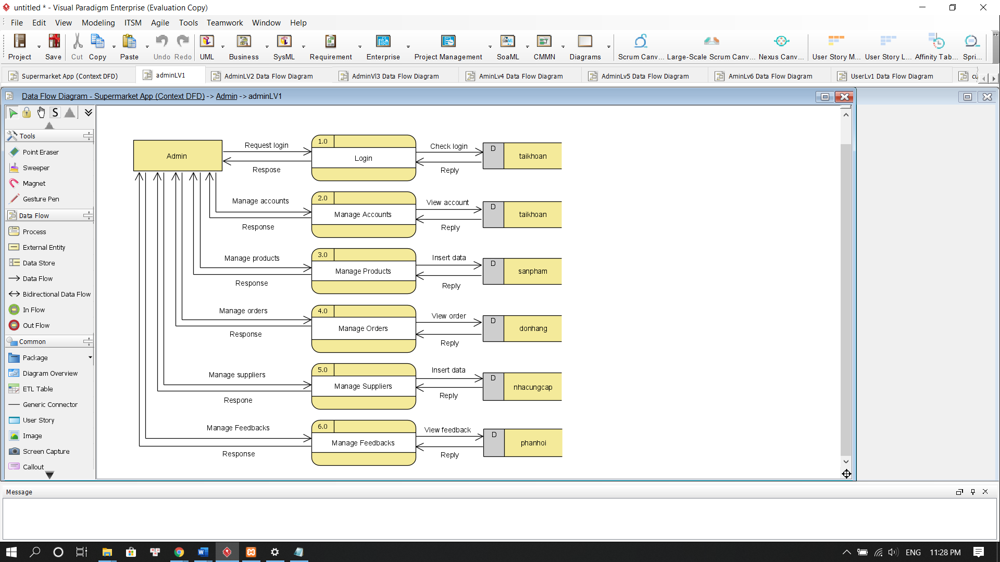 untitled * - Visual Paradigm Enterprise (Evaluation Copy)
File Edit View Modeling ITSM Agile Tools Teamwork Window Help
Project Save Cut Copy Paste Undo Redo UML Business SysML Requirement Enterprise Project Management SoaML CMMN Diagrams Scrum Canv... Large-Scale Scrum Canv... Nexus Canv... User Story M... User Story L... Affinity Tab... Spri...
Supermarket App (Context DFD) adminLV1 AdminLV2 Data Flow Diagram AdminVl3 Data Flow Diagram AminLv4 Data Flow Diagram AdminLv5 Data Flow Diagram AminLv6 Data Flow Diagram UserLv1 Data Flow Diagram cu
Data Flow Diagram - Supermarket App (Context DFD) -> Admin -> adminLV1
S
Tools
Point Eraser
Sweeper
Magnet
Gesture Pen
Data Flow
Process
External Entity
Data Store
Data Flow
Bidirectional Data Flow
In Flow
Out Flow
Common
Package
Diagram Overview
ETL Table
Generic Connector
User Story
Image
Screen Capture
Callout
Admin
Request login
Respose
1.0
Login
Check login
Reply
D
taikhoan
Manage accounts
Response
2.0
Manage Accounts
View account
Reply
D
taikhoan
Manage products
Response
3.0
Manage Products
Insert data
Reply
D
sanpham
Manage orders
Response
4.0
Manage Orders
View order
Reply
D
donhang
Manage suppliers
Respone
5.0
Manage Suppliers
Insert data
Reply
D
nhacungcap
Manage Feedbacks
Response
6.0
Manage Feedbacks
View feedback
Reply
D
phanhoi
Message
ENG 11:28 PM